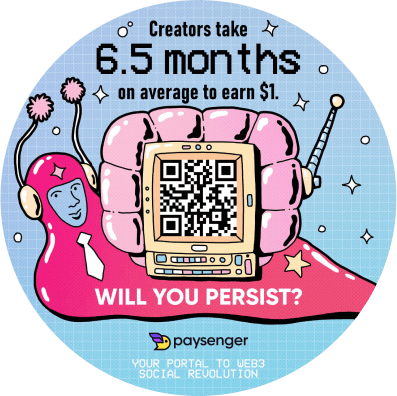 Creators take
6.5 months
on average to earn $1.
WILL YOU PERSIST?
paysenger
YOUR PORTAL TO WEB3
SOCIAL REVOLUTION